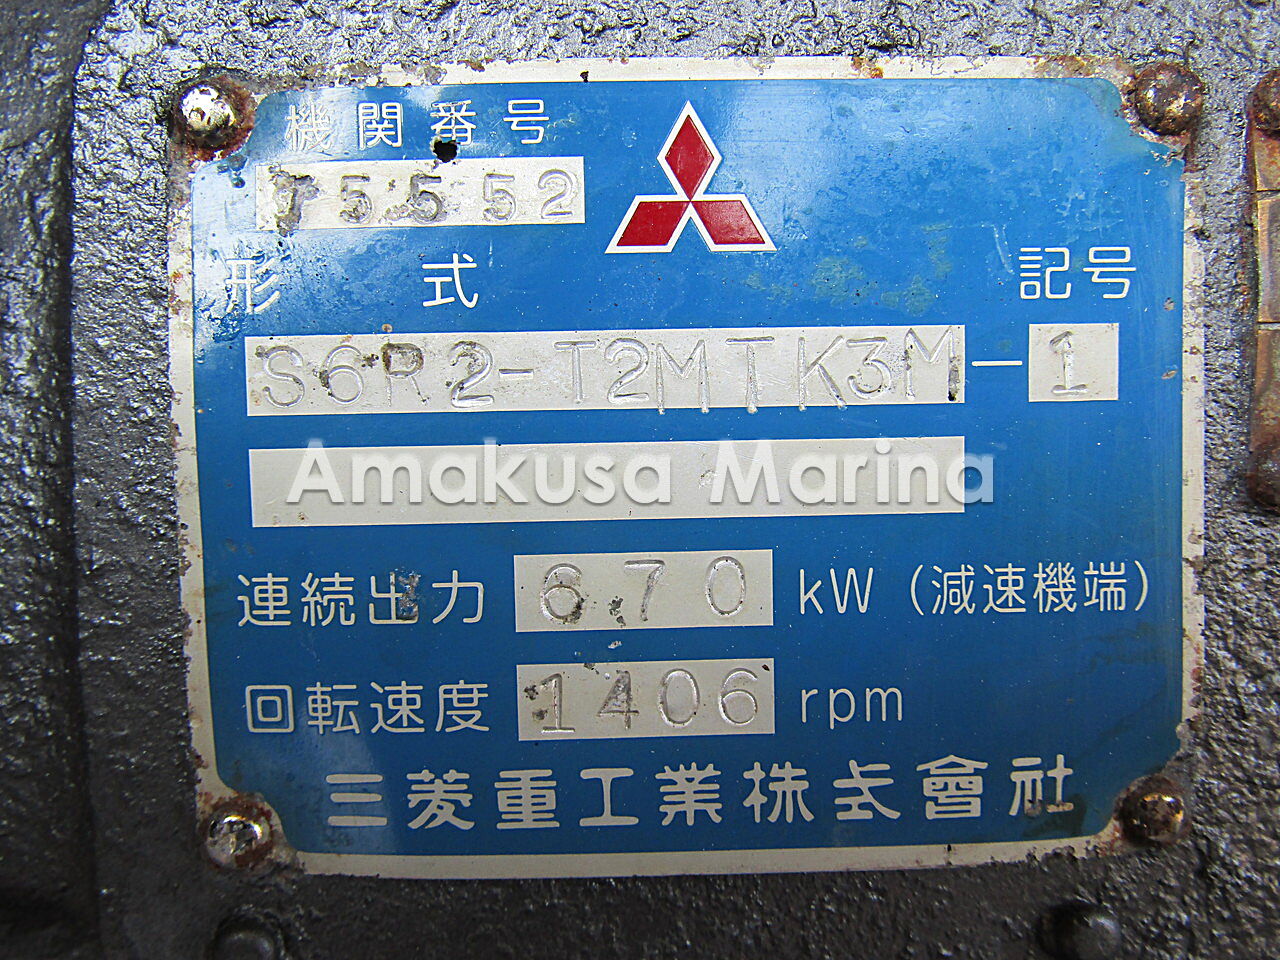 機関番号
75552
形式 記号
S6R2-T2MTK3M-1
Amakusa Marina
連続出力 670 kW (減速機端)
回転速度 1406 rpm
三菱重工業株式會社